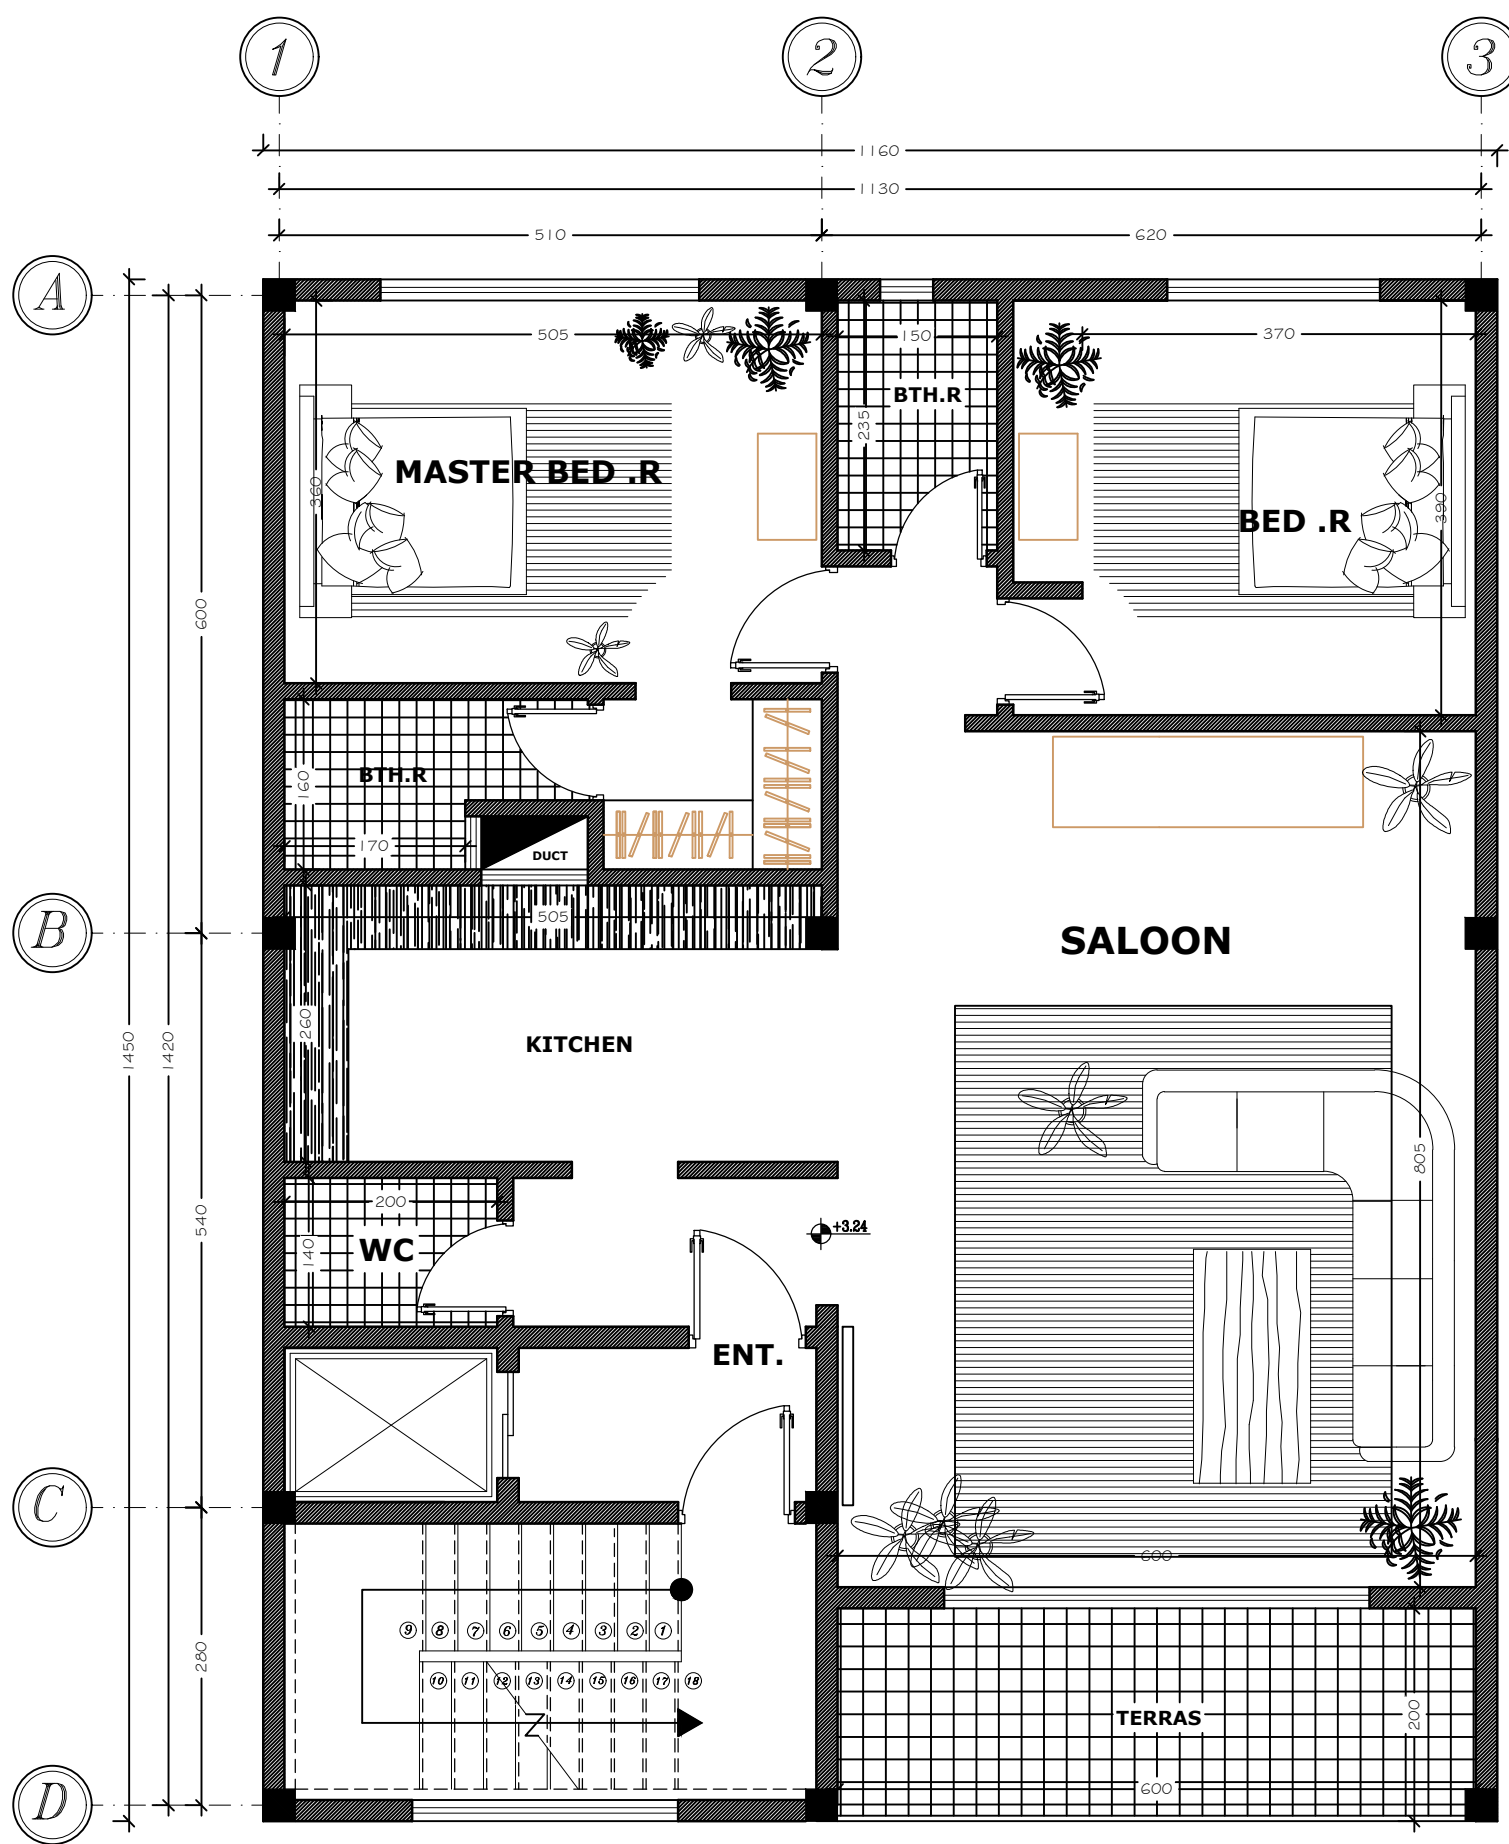 1 2 3
1160
1130
510 620
A
505 150 370
BTH.R
235
MASTER BED .R
360
BED .R
390
600
BTH.R
160
170
DUCT
505
B
SALOON
260
KITCHEN
1450
1420
805
200
540
140
WC
+3.24
ENT.
C
600
9 8 7 6 5 4 3 2 1
280
10 11 12 13 14 15 16 17 18
TERRAS
200
600
D